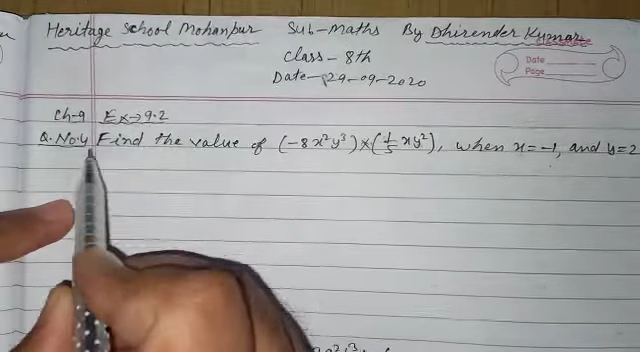 Heritage School Mohanpur Sub-Maths By Dhirender Kumar
Class-8th
Date-29-09-2020
Date
Page
Ch-9 Ex→9.2
Q.No.4 Find the value of (-8x²y³)×(1/5 xy²), when x=-1, and y=2